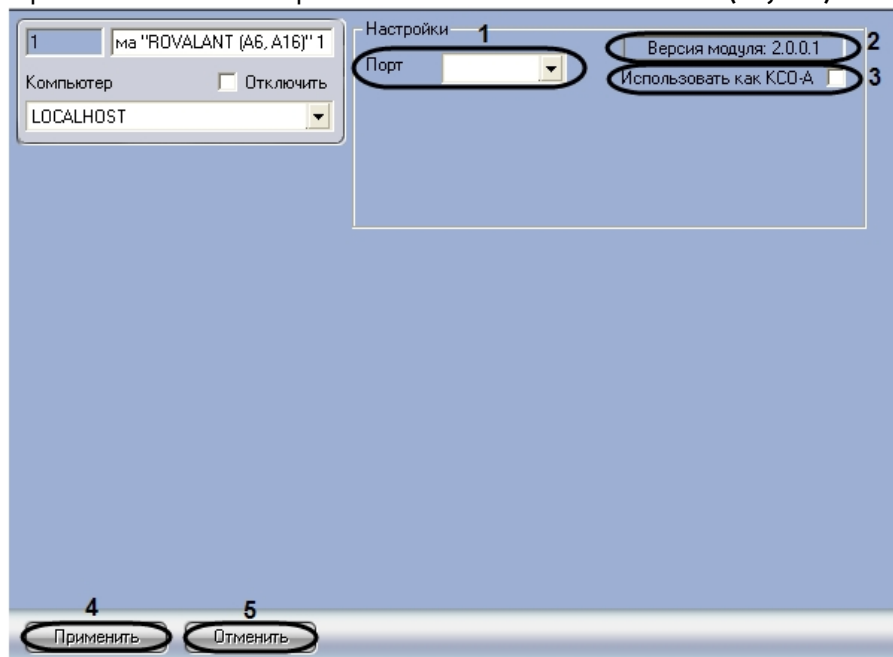 1 ма "ROVALANT (A6, A16)" 1
Компьютер Отключить
LOCALHOST
Настройки 1
Порт
Версия модуля: 2.0.0.1 2
Использовать как КСО-А 3
4 5
Применить Отменить